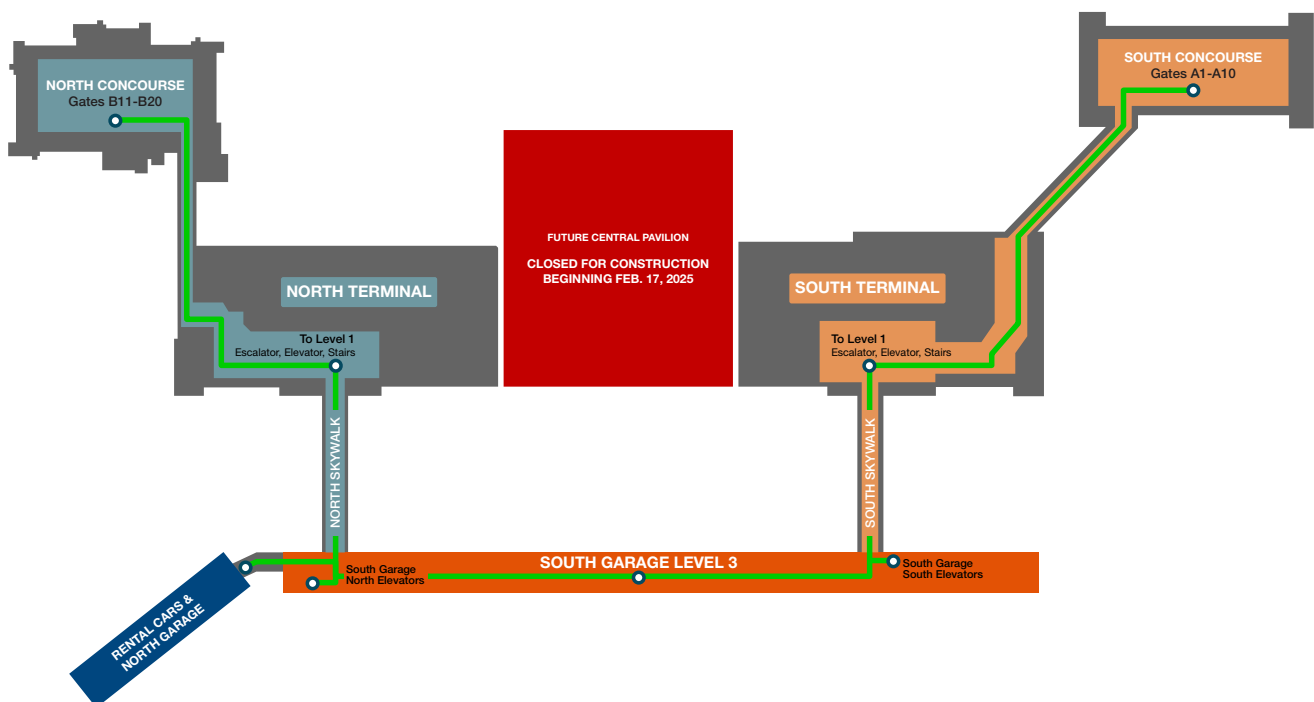 NORTH CONCOURSE
Gates B11-B20
SOUTH CONCOURSE
Gates A1-A10
FUTURE CENTRAL PAVILION
CLOSED FOR CONSTRUCTION
BEGINNING FEB. 17, 2025
NORTH TERMINAL
SOUTH TERMINAL
To Level 1
Escalator, Elevator, Stairs
To Level 1
Escalator, Elevator, Stairs
NORTH SKYWALK
SOUTH SKYWALK
SOUTH GARAGE LEVEL 3
South Garage
North Elevators
South Garage
South Elevators
RENTAL CARS &
NORTH GARAGE